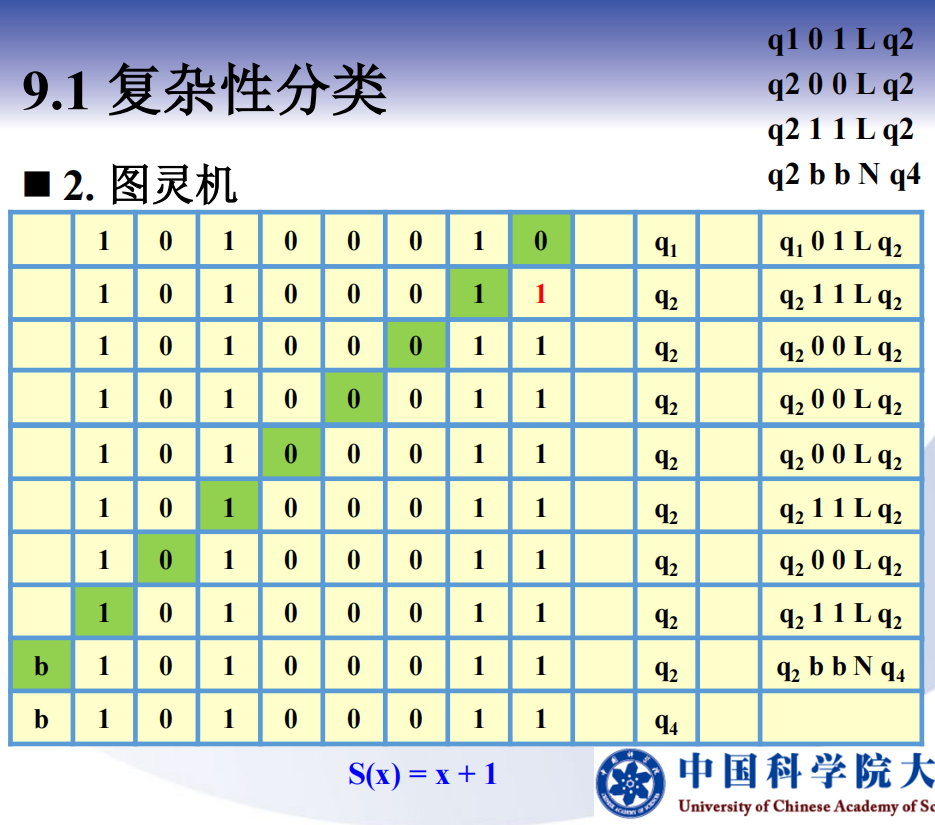 q1 0 1 L q2
q2 0 0 L q2
9.1 复杂性分类
q2 1 1 L q2
q2 b b N q4
■ 2. 图灵机
1 0 1 0 0 0 1 0 q1 q1 0 1 L q2
1 0 1 0 0 0 1 1 q2 q2 1 1 L q2
1 0 1 0 0 0 1 1 q2 q2 0 0 L q2
1 0 1 0 0 0 1 1 q2 q2 0 0 L q2
1 0 1 0 0 0 1 1 q2 q2 0 0 L q2
1 0 1 0 0 0 1 1 q2 q2 1 1 L q2
1 0 1 0 0 0 1 1 q2 q2 0 0 L q2
1 0 1 0 0 0 1 1 q2 q2 1 1 L q2
b 1 0 1 0 0 0 1 1 q2 q2 b b N q4
b 1 0 1 0 0 0 1 1 q4
S(x) = x + 1
中国科学院大
University of Chinese Academy of Sc